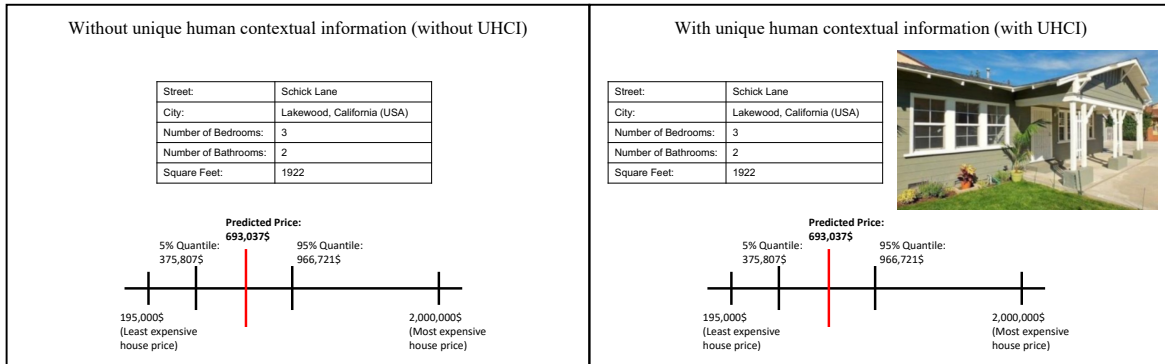 Without unique human contextual information (without UHCI)
Street: Schick Lane
City: Lakewood, California (USA)
Number of Bedrooms: 3
Number of Bathrooms: 2
Square Feet: 1922
Predicted Price:
693,037$
5% Quantile:
375,807$
95% Quantile:
966,721$
195,000$
(Least expensive
house price)
2,000,000$
(Most expensive
house price)
With unique human contextual information (with UHCI)
Street: Schick Lane
City: Lakewood, California (USA)
Number of Bedrooms: 3
Number of Bathrooms: 2
Square Feet: 1922
Predicted Price:
693,037$
5% Quantile:
375,807$
95% Quantile:
966,721$
195,000$
(Least expensive
house price)
2,000,000$
(Most expensive
house price)